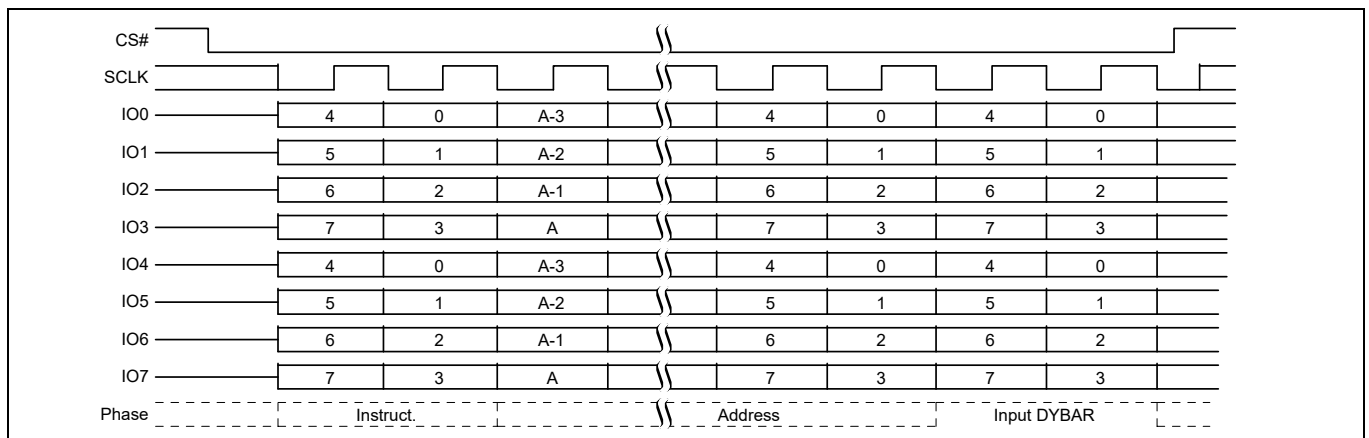 CS#
SCLK
IO0 4 0 A-3 4 0 4 0
IO1 5 1 A-2 5 1 5 1
IO2 6 2 A-1 6 2 6 2
IO3 7 3 A 7 3 7 3
IO4 4 0 A-3 4 0 4 0
IO5 5 1 A-2 5 1 5 1
IO6 6 2 A-1 6 2 6 2
IO7 7 3 A 7 3 7 3
Phase Instruct. Address Input DYBAR